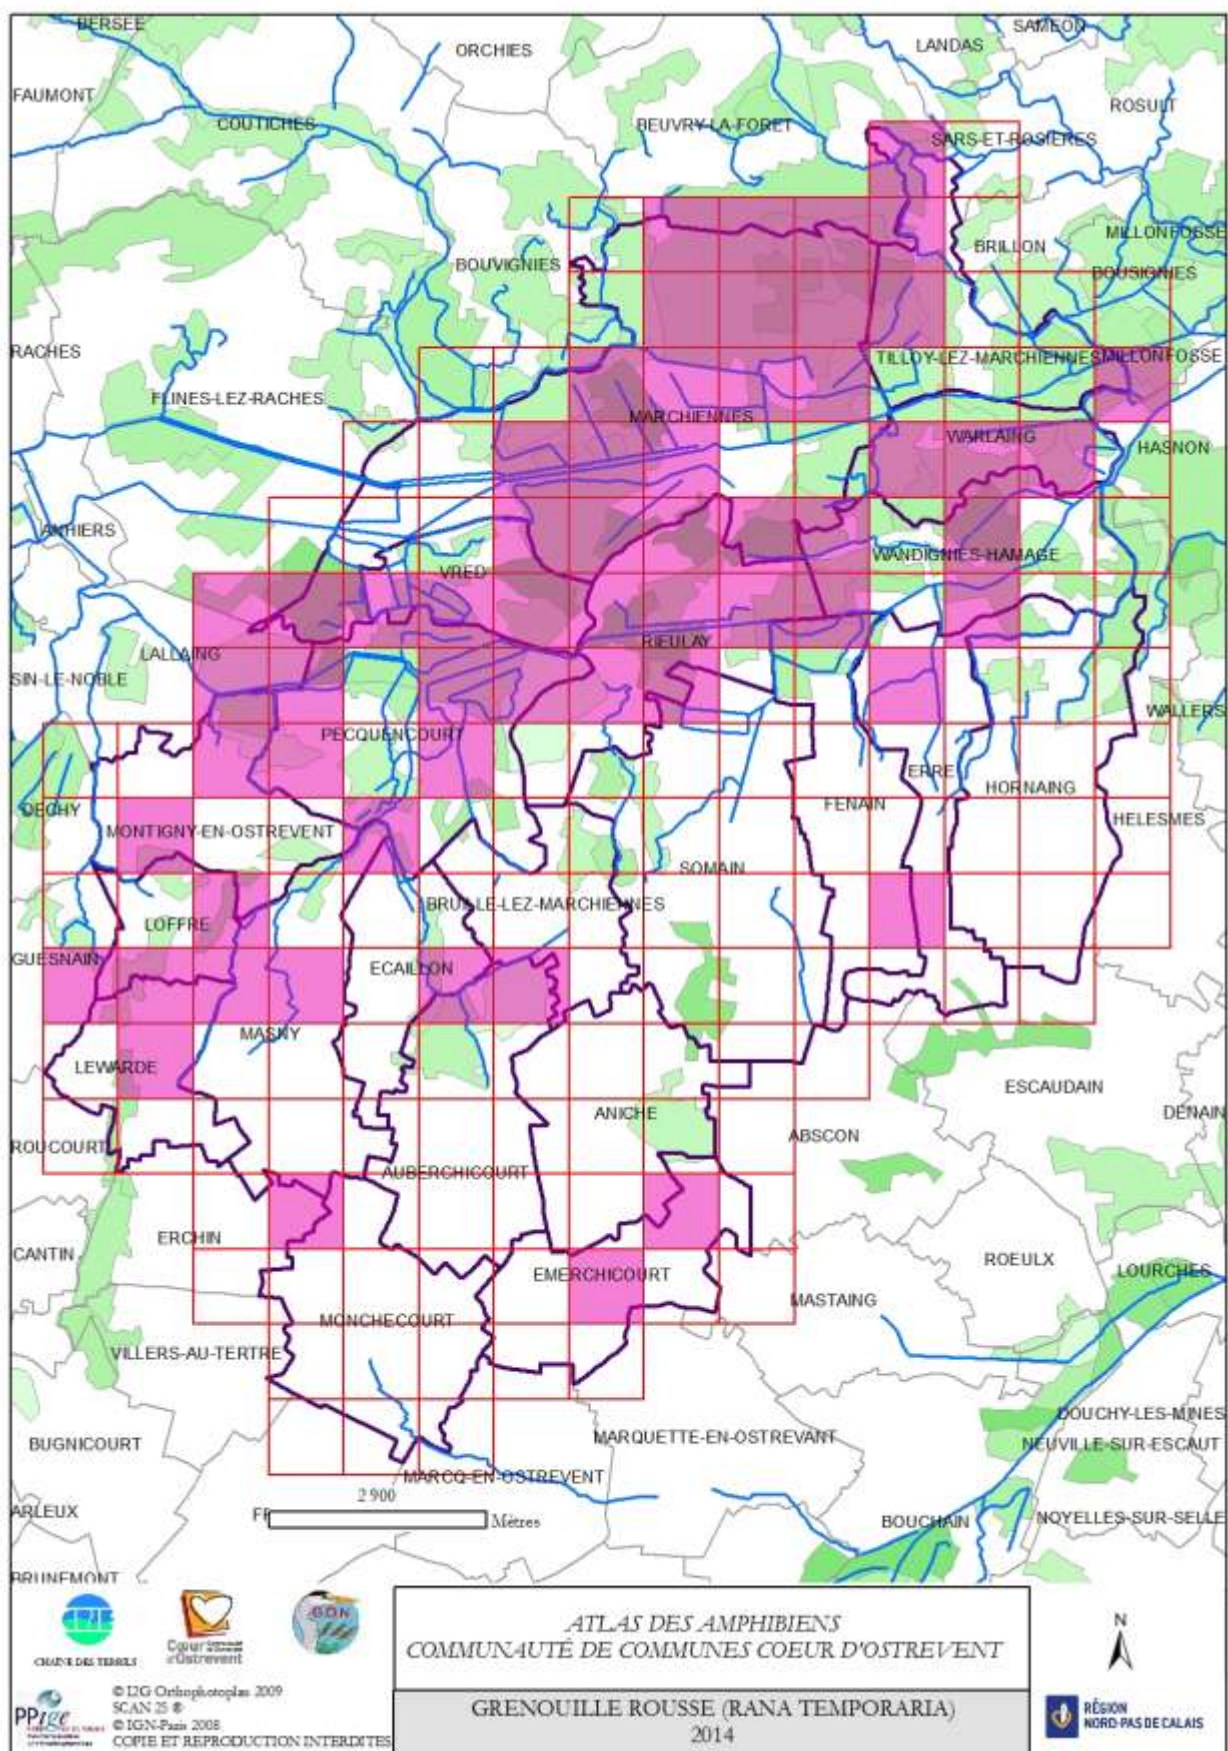 BERSEE
ORCHIES
SAMEON
LANDAS
FAUMONT
ROSULT
COUTICHES
BEUVRY-LA-FORET
SARS-ET-ROSIERES
MILLONFOSSE
BRILLON
BOUVIGNIES
BOUSIGNIES
RACHES
TILLOY-LEZ-MARCHIENNES
MILLONFOSSE
FLINES-LEZ-RACHES
MARCHIENNES
WARLAING
HASNON
ANHIERS
WANDIGNIES-HAMAGE
VRED
RIEULAY
LALLAING
SIN-LE-NOBLE
WALLERS
PECQUENCOURT
ERRE
HORNAING
DECHY
FENAIN
MONTIGNY-EN-OSTREVENT
HELESMES
SOMAIN
BRUILLE-LEZ-MARCHIENNES
LOFFRE
GUESNAIN
ECAILLON
MASNY
LEWARDE
ESCAUDAIN
ANICHE
DENAIN
ABSCON
ROUCOURT
AUBERCHICOURT
ERCHIN
CANTIN
ROEULX
EMERCHICOURT
LOURCHES
MASTAING
MONCHECOURT
VILLERS-AU-TERTRE
DOUCHY-LES-MINES
BUGNICOURT
MARQUETTE-EN-OSTREVANT
NEUVILLE-SUR-ESCAUT
MARCQ-EN-OSTREVENT
2 900
Mètres
ARLEUX
BOUCHAIN
NOYELLES-SUR-SELLE
BRUNEMONT
CHAÎNE DES TERRILS
Cœur
d'Ostrevent
GON
ATLAS DES AMPHIBIENS
COMMUNAUTÉ DE COMMUNES COEUR D'OSTREVENT
N
PPige
© I2G Orthophotoplan 2009
SCAN 25 ®
© IGN-Paris 2008
COPIE ET REPRODUCTION INTERDITES
GRENOUILLE ROUSSE (RANA TEMPORARIA)
2014
RÉGION
NORD-PAS DE CALAIS